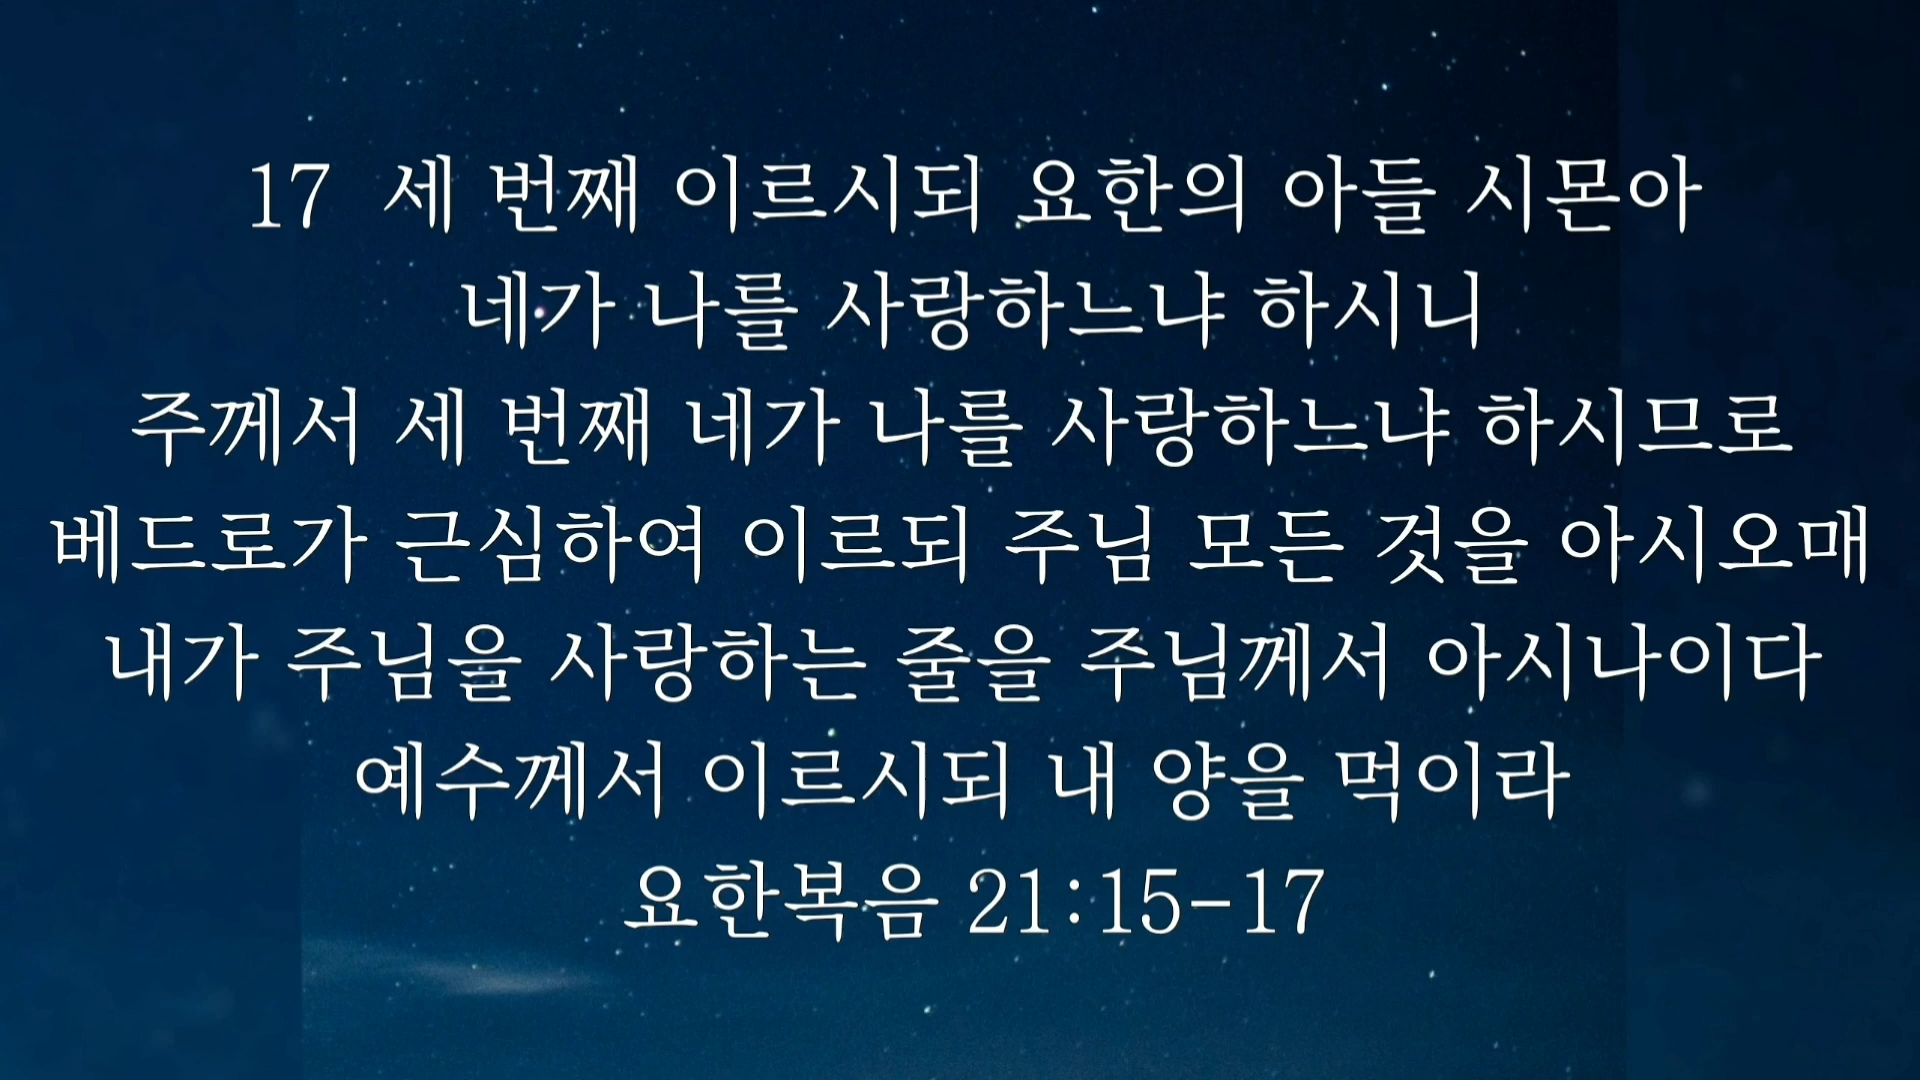 17 세 번째 이르시되 요한의 아들 시몬아
네가 나를 사랑하느냐 하시니
주께서 세 번째 네가 나를 사랑하느냐 하시므로
베드로가 근심하여 이르되 주님 모든 것을 아시오매
내가 주님을 사랑하는 줄을 주님께서 아시나이다
예수께서 이르시되 내 양을 먹이라
요한복음 21:15-17